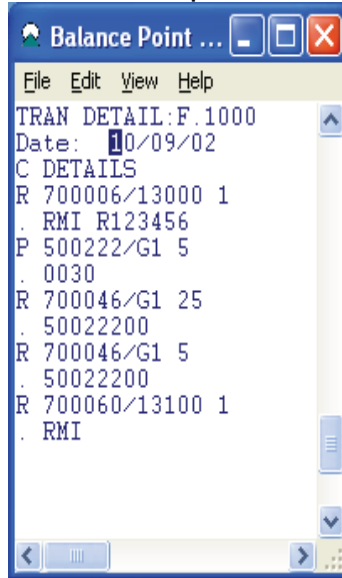 Balance Point ...
File Edit View Help
TRAN DETAIL:F.1000
Date: 10/09/02
C DETAILS
R 700006/13000 1
. RMI R123456
P 500222/G1 5
. 0030
R 700046/G1 25
. 50022200
R 700046/G1 5
. 50022200
R 700060/13100 1
. RMI